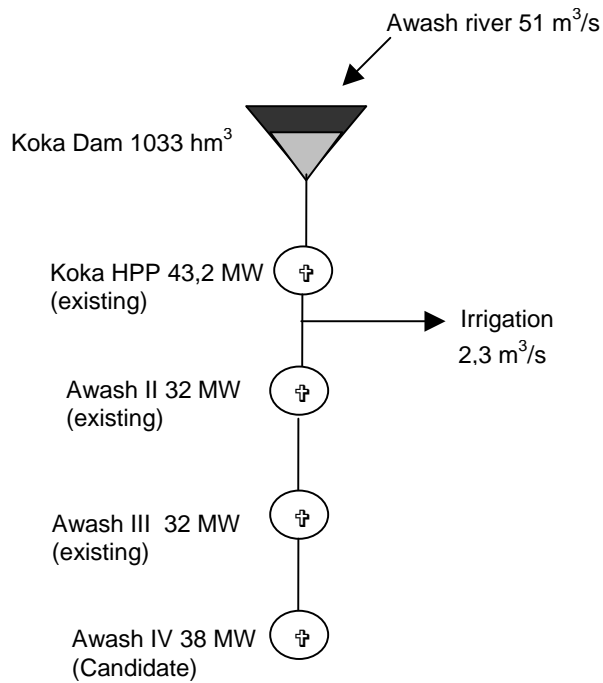 Awash river 51 m³/s
Koka Dam 1033 hm³
Koka HPP 43,2 MW
(existing)
Irrigation
2,3 m³/s
Awash II 32 MW
(existing)
Awash III  32 MW
(existing)
Awash IV 38 MW
(Candidate)